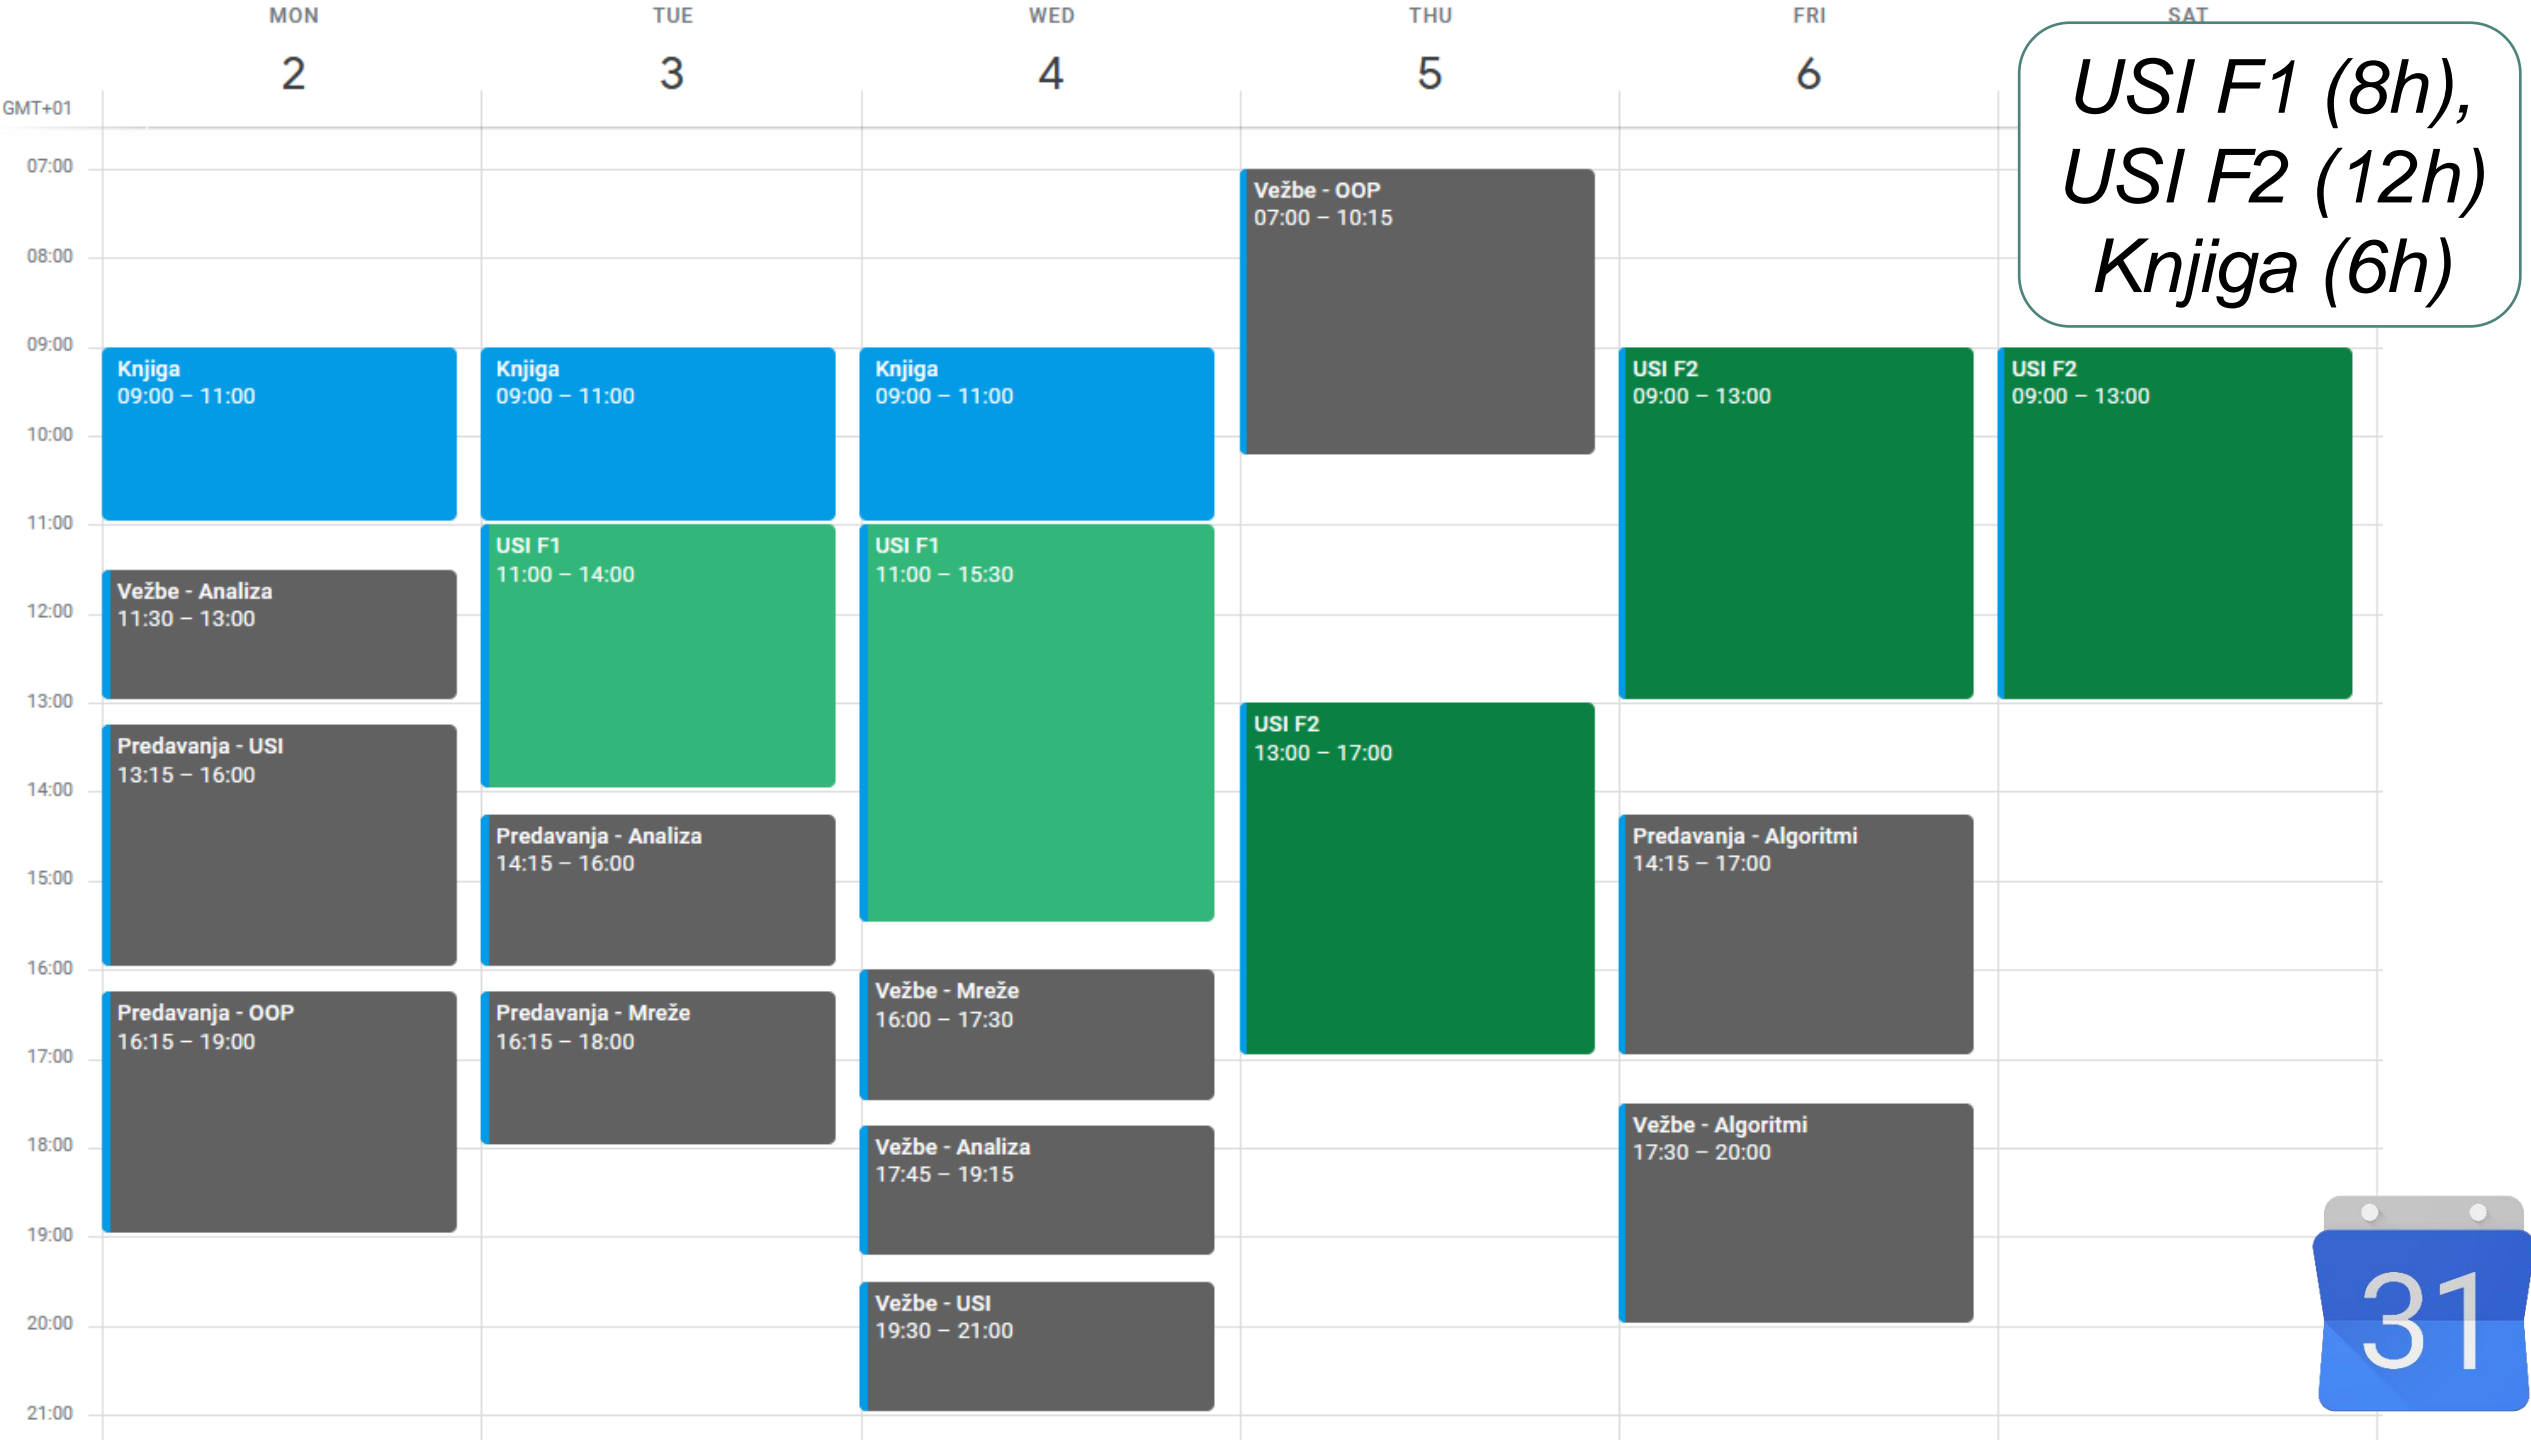 MON
TUE
WED
THU
FRI
SAT
2
3
4
5
6
USI F1 (8h),
USI F2 (12h)
Knjiga (6h)
GMT+01
07:00
08:00
09:00
10:00
11:00
12:00
13:00
14:00
15:00
16:00
17:00
18:00
19:00
20:00
21:00
Knjiga
09:00 – 11:00
Vežbe - Analiza
11:30 – 13:00
Predavanja - USI
13:15 – 16:00
Predavanja - OOP
16:15 – 19:00
Knjiga
09:00 – 11:00
USI F1
11:00 – 14:00
Predavanja - Analiza
14:15 – 16:00
Predavanja - Mreže
16:15 – 18:00
Knjiga
09:00 – 11:00
USI F1
11:00 – 15:30
Vežbe - Mreže
16:00 – 17:30
Vežbe - Analiza
17:45 – 19:15
Vežbe - USI
19:30 – 21:00
Vežbe - OOP
07:00 – 10:15
USI F2
13:00 – 17:00
USI F2
09:00 – 13:00
Predavanja - Algoritmi
14:15 – 17:00
Vežbe - Algoritmi
17:30 – 20:00
USI F2
09:00 – 13:00
31